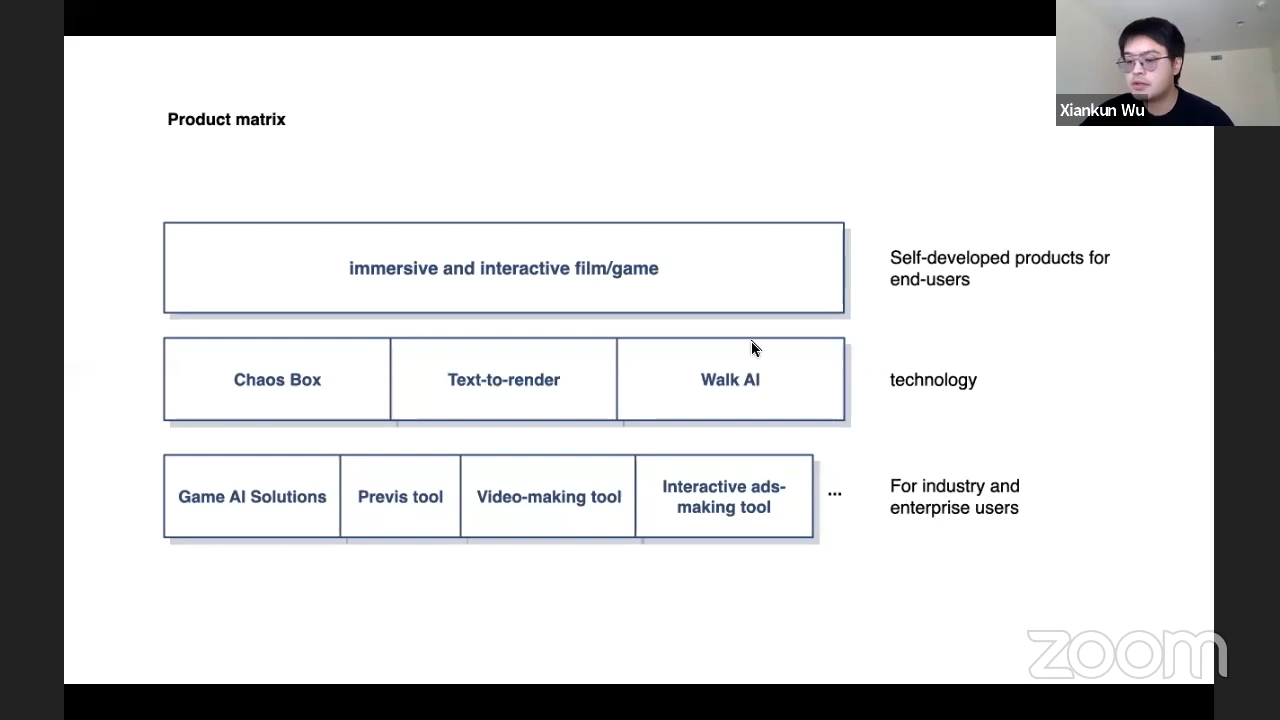 Xiankun Wu
Product matrix
immersive and interactive film/game
Self-developed products for
end-users
Chaos Box
Text-to-render
Walk AI
technology
Game AI Solutions
Previs tool
Video-making tool
Interactive ads-
making tool
...
For industry and
enterprise users
zoom